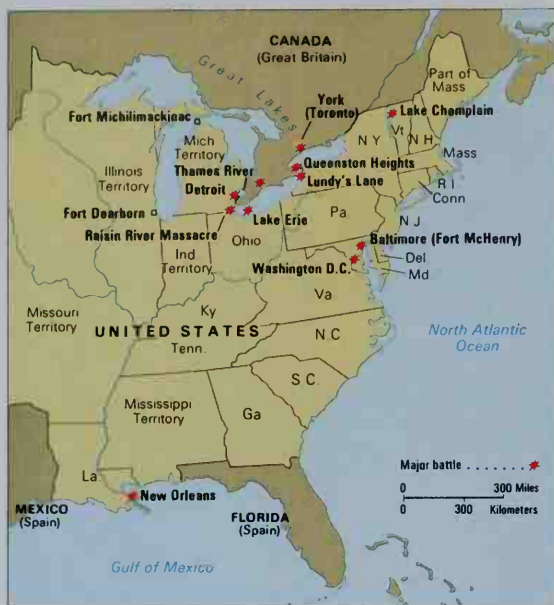 CANADA
(Great Britain)
Great Lakes
Part of
Mass
Fort Michilimackinac
York
(Toronto)
Lake Champlain
Mich
Territory
N Y
Vt
N H
Thames River
Queenston Heights
Mass
Illinois
Territory
Detroit
Lundy's Lane
R I
Conn
Fort Dearborn
Lake Erie
Pa
N J
Raisin River Massacre
Ohio
Baltimore (Fort McHenry)
Ind
Territory
Washington D.C.
Del
Md
Missouri
Territory
Ky
Va
UNITED STATES
North Atlantic
Ocean
Tenn.
N C
S C.
Mississippi
Territory
Ga
Major battle . . . . . .
La
0 300 Miles
New Orleans
0 300 Kilometers
MEXICO
(Spain)
FLORIDA
(Spain)
Gulf of Mexico